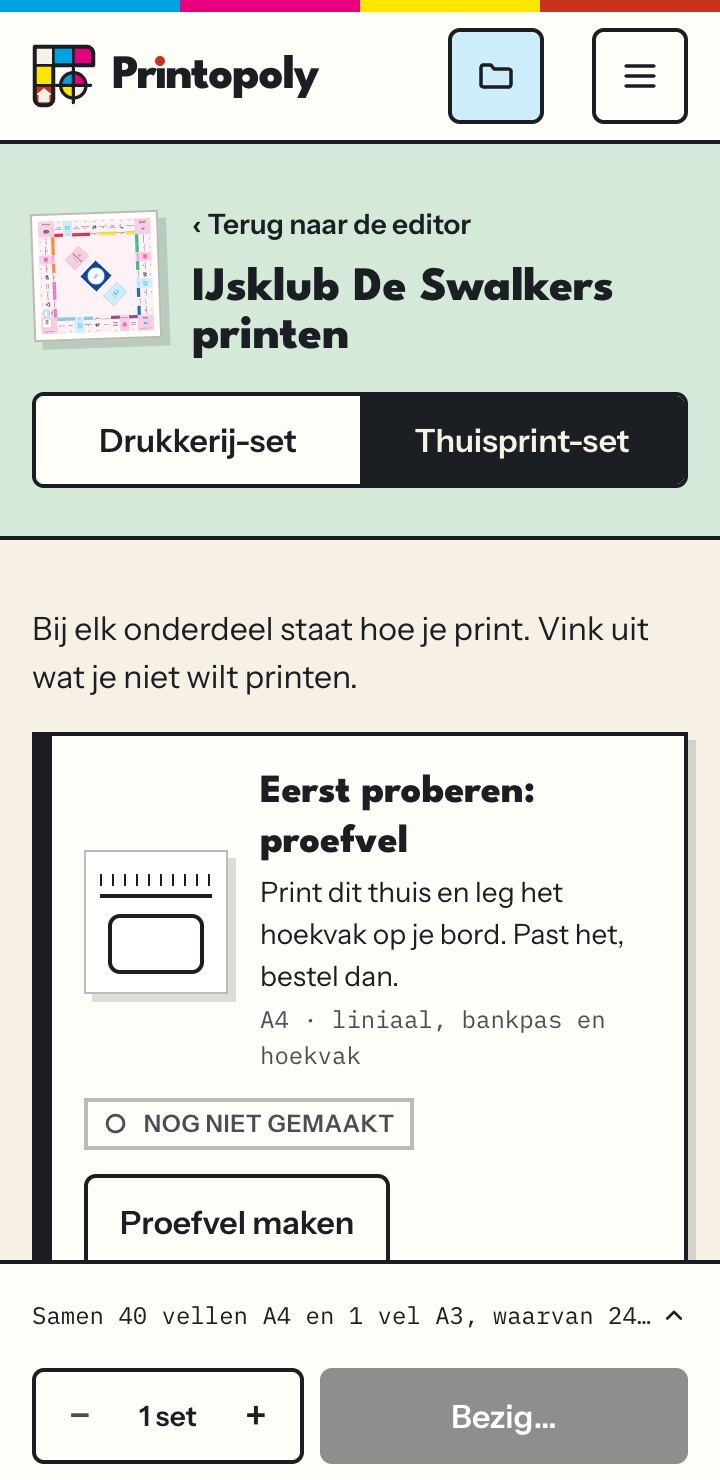 Printopoly
‹ Terug naar de editor
IJsklub De Swalkers
printen
Drukkerij-set
Thuisprint-set
Bij elk onderdeel staat hoe je print. Vink uit
wat je niet wilt printen.
Eerst proberen:
proefvel
Print dit thuis en leg het
hoekvak op je bord. Past het,
bestel dan.
A4 · liniaal, bankpas en
hoekvak
NOG NIET GEMAAKT
Proefvel maken
Samen 40 vellen A4 en 1 vel A3, waarvan 24…
− 1 set +
Bezig…